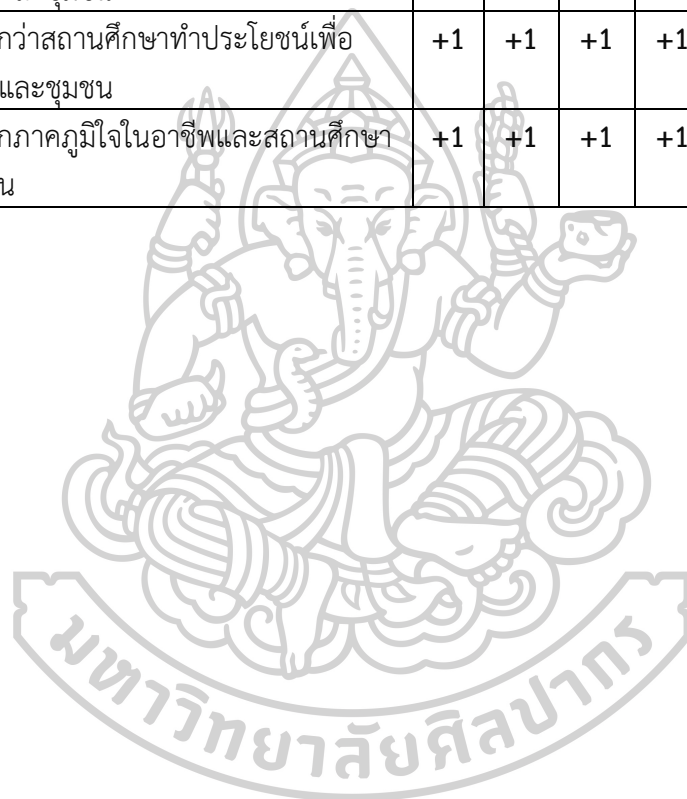 กว่าสถานศึกษาทำประโยชน์เพื่อ +1 +1 +1 +1
และชุมชน
กภาคภูมิใจในอาชีพและสถานศึกษา +1 +1 +1 +1
น
มหาวิทยาลัยศิลปากร